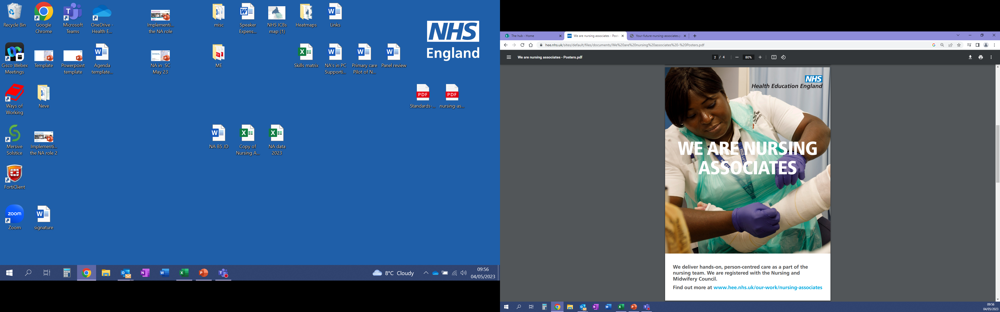 Recycle Bin
Google
Chrome
Microsoft
Teams
OneDrive -
Health E...
Implementi...
the NA role
misc
Speaker
Expens...
NHS ICBs
map (1)
Heatmaps
Links
NHS
England
Cisco Webex
Meetings
Template
Powerpoint
template
Agenda
template...
NA in SC
May 23
ME
Skills matrix
NA's in PC
Supporti...
Primary care
Pilot of N...
Panel review
Ways of
Working
Neve
PDF
Standards-...
PDF
nursing-as...
Mersive
Solstice
Implementi...
the NA role 2
NA B5 JD
Copy of
Nursing A...
NA data
2023
FortiClient
zoom
Zoom
signature
8°C Cloudy
09:56
04/05/2023
The hub - Home
We are nursing associates - Poste
Your-future-nursing-associates.p
hee.nhs.uk/sites/default/files/documents/We%20are%20nursing%20associates%20-%20Posters.pdf
We are nursing associates - Posters.pdf
2 / 4
80%
NHS
Health Education England
WE ARE NURSING
ASSOCIATES
We deliver hands-on, person-centred care as a part of the
nursing team. We are registered with the Nursing and
Midwifery Council.
Find out more at www.hee.nhs.uk/our-work/nursing-associates
09:56
04/05/2023